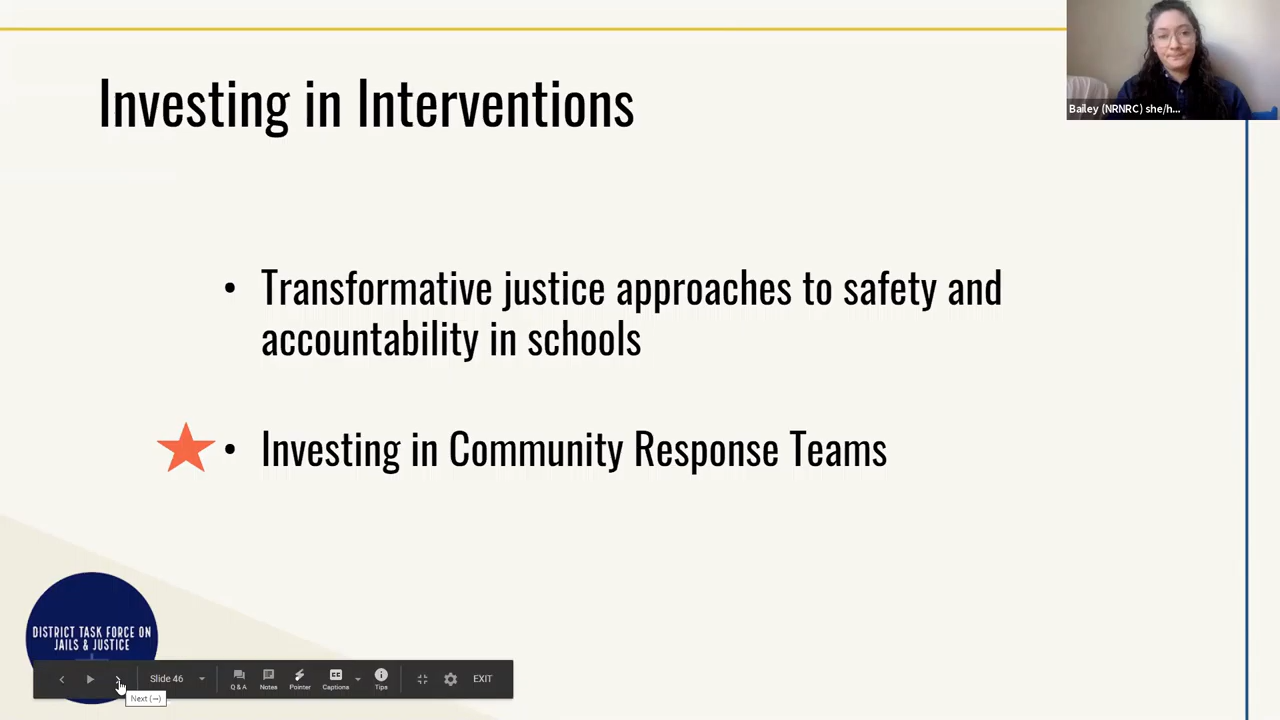 Investing in Interventions
Bailey (NRNRC) she/h...
• Transformative justice approaches to safety and
accountability in schools
• Investing in Community Response Teams
DISTRICT TASK FORCE ON
JAILS & JUSTICE
Slide 46
Q & A
Notes
Pointer
Captions
Tips
EXIT
Next (→)